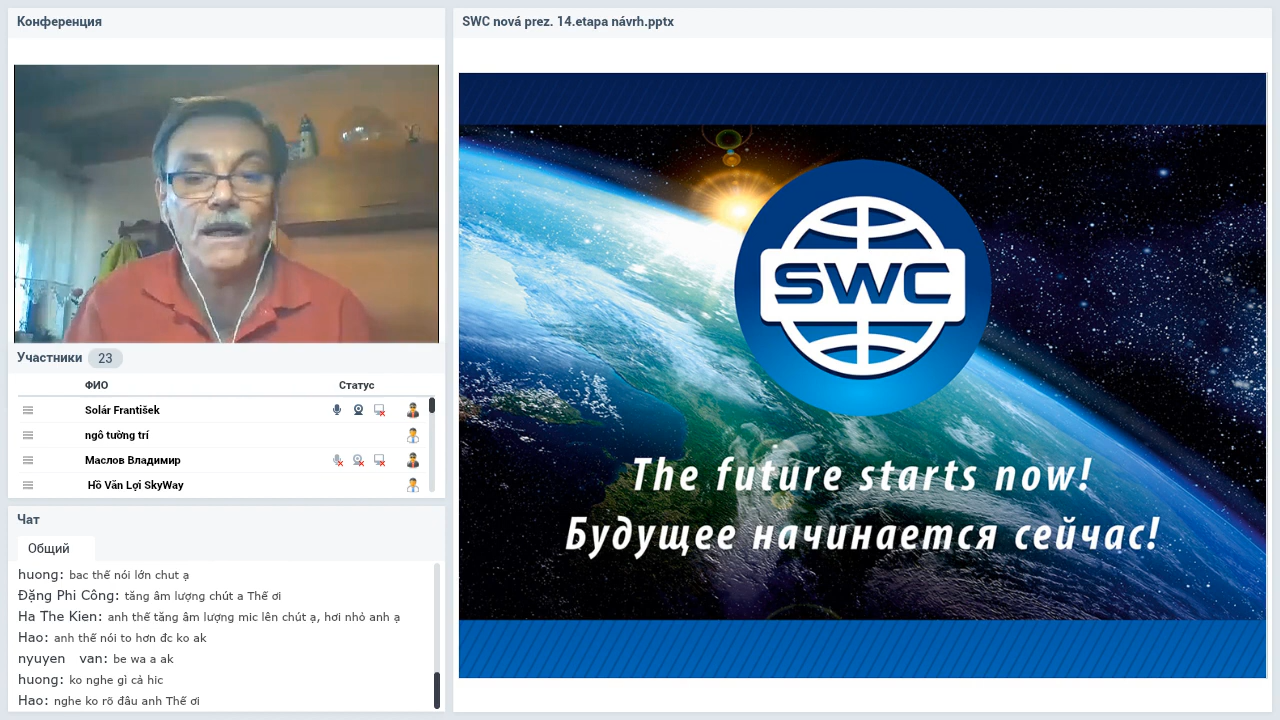 Конференция
Участники 23
ФИО Статус
Solár František
ngô tường trí
Маслов Владимир
Hồ Văn Lợi SkyWay
Чат
Общий
huong: bac thế nói lớn chut ạ
Đặng Phi Công: tăng âm lượng chút a Thế ơi
Ha The Kien: anh thế tăng âm lượng mic lên chút ạ, hơi nhỏ anh ạ
Hao: anh thế nói to hơn đc ko ak
nyuyen van: be wa a ak
huong: ko nghe gì cả hic
Hao: nghe ko rõ đâu anh Thế ơi
SWC nová prez. 14.etapa návrh.pptx
SWC
The future starts now!
Будущее начинается сейчас!